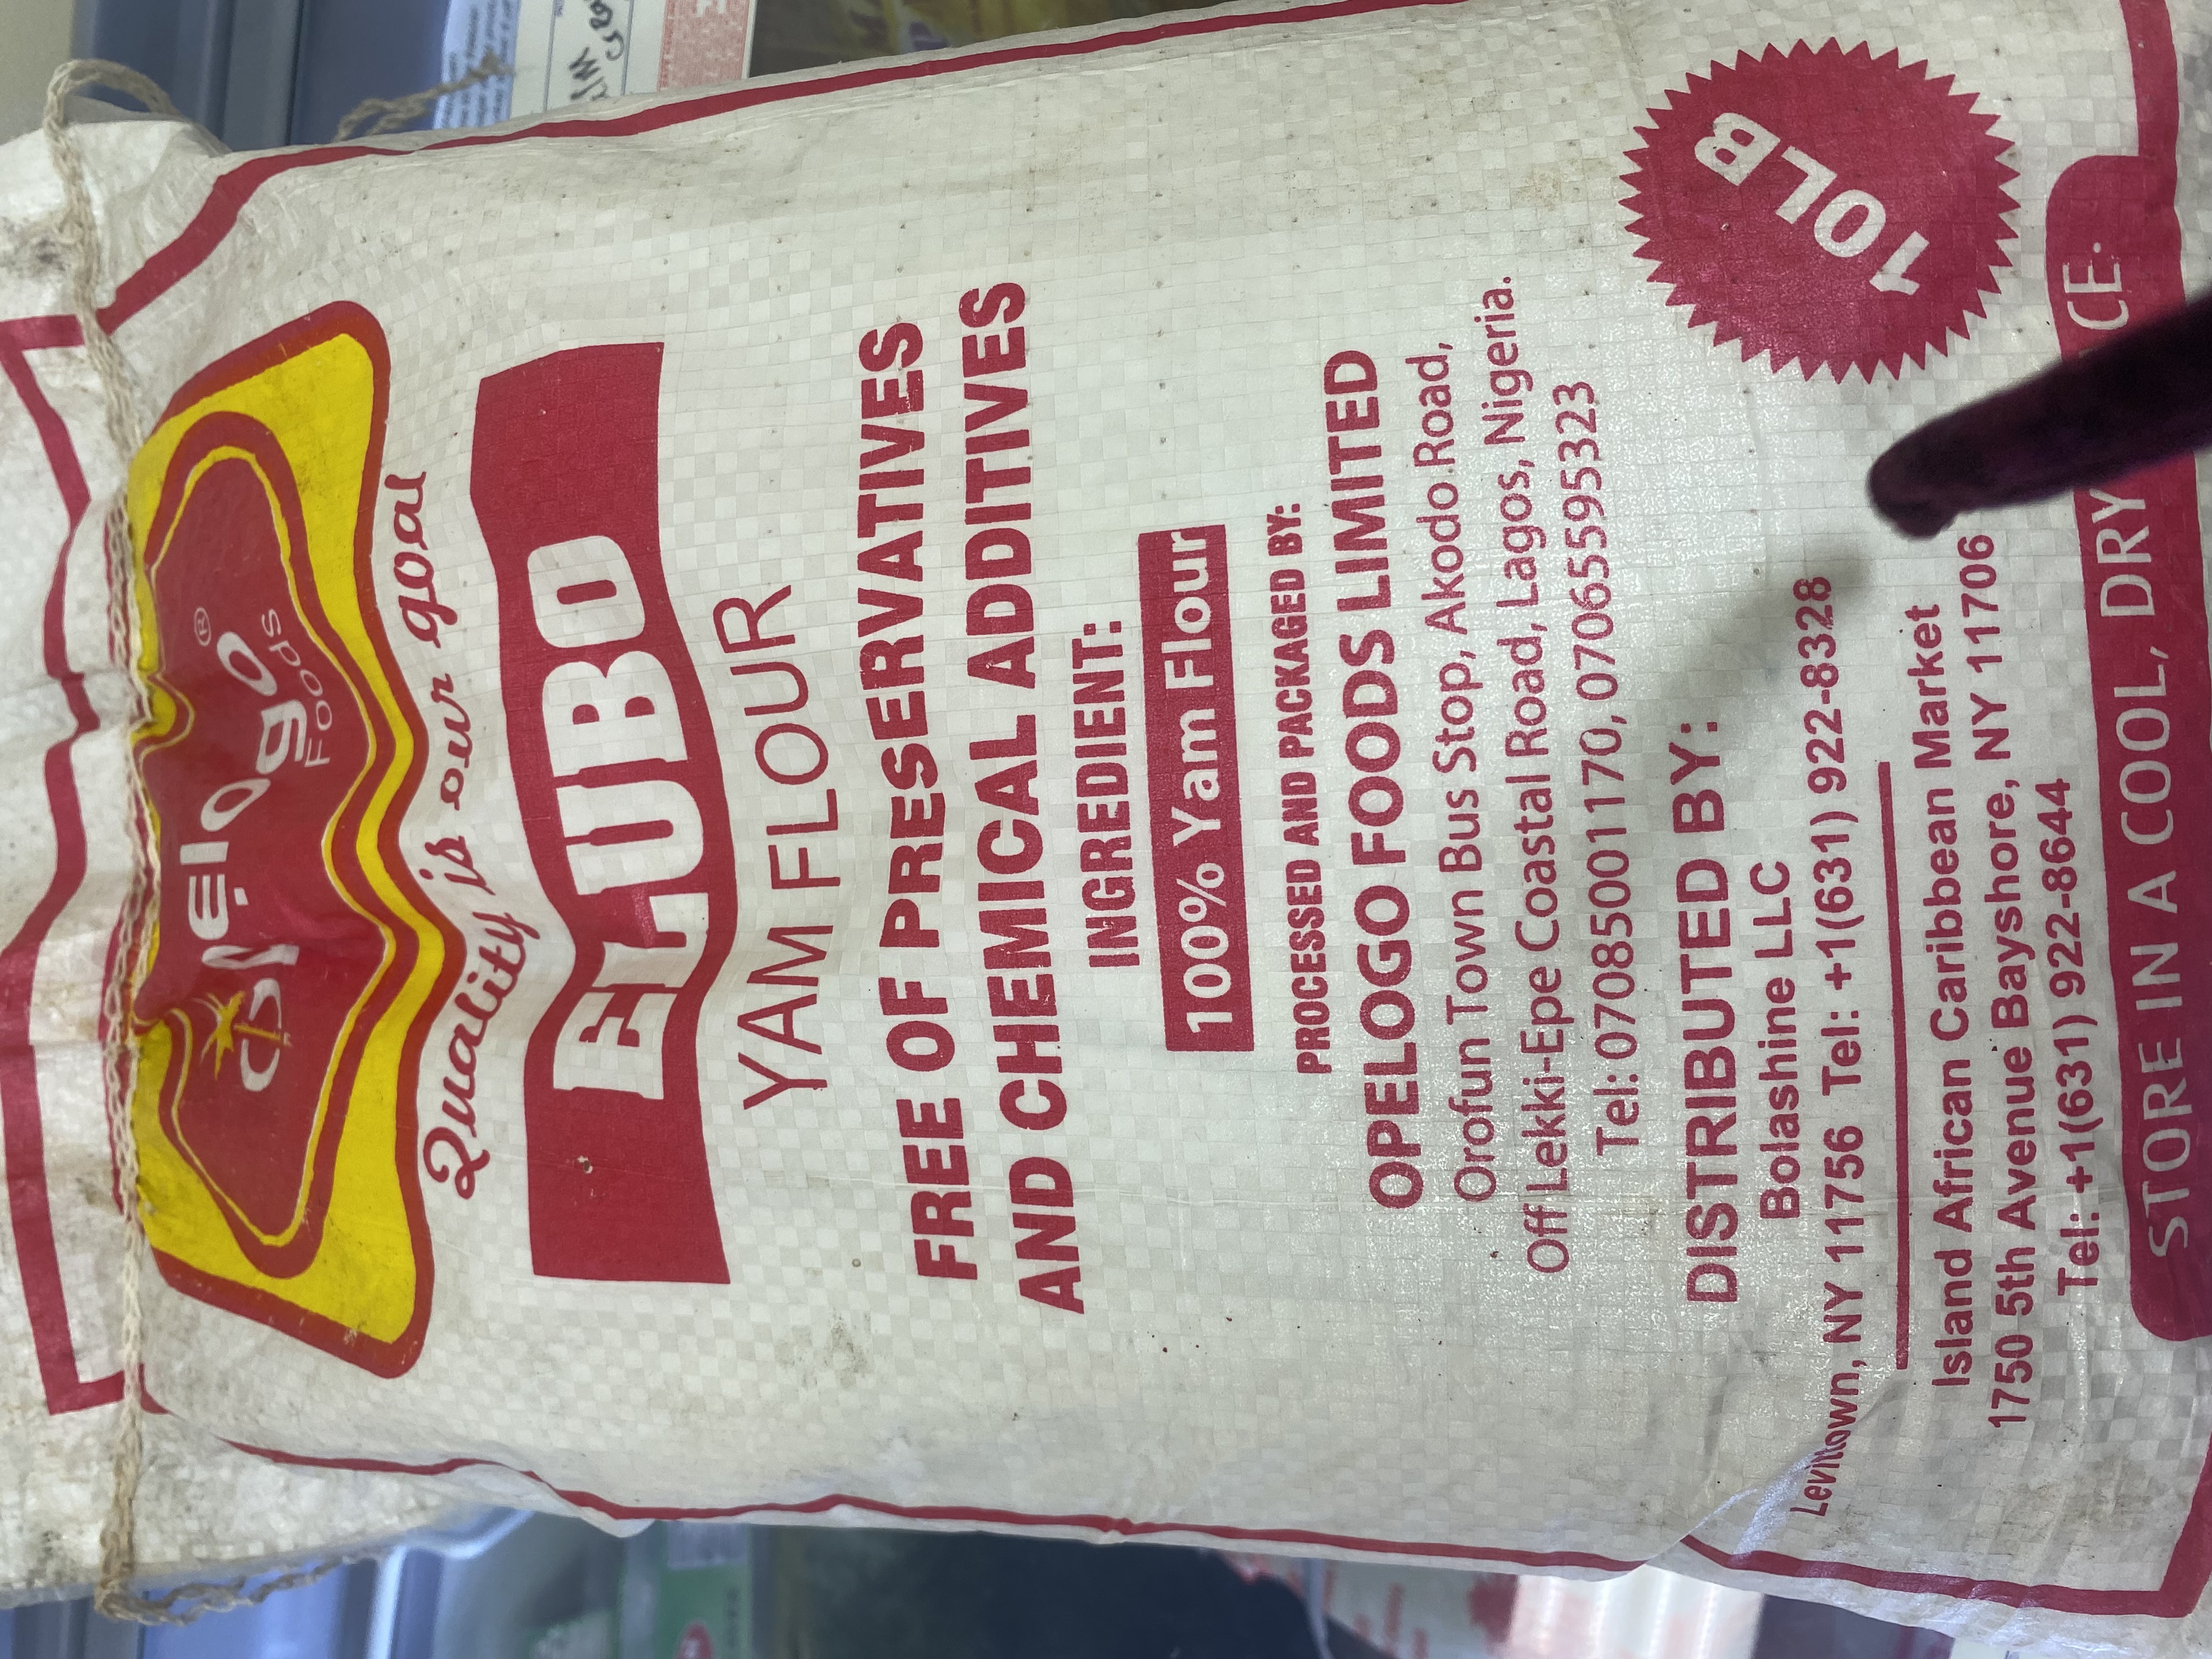 Opẹlogo®
FOODS
Quality is our goal
ELUBO
YAM FLOUR
FREE OF PRESERVATIVES
AND CHEMICAL ADDITIVES
INGREDIENT:
100% Yam Flour
PROCESSED AND PACKAGED BY:
OPELOGO FOODS LIMITED
Orofun Town Bus Stop, Akodo Road,
Off Lekki-Epe Coastal Road, Lagos, Nigeria.
Tel: 07085001170, 07065595323
DISTRIBUTED BY:
Bolashine LLC
Levittown, NY 11756 Tel: +1(631) 922-8328
Island African Caribbean Market
1750 5th Avenue Bayshore, NY 11706
Tel: +1(631) 922-8644
10LB
STORE IN A COOL, DRY